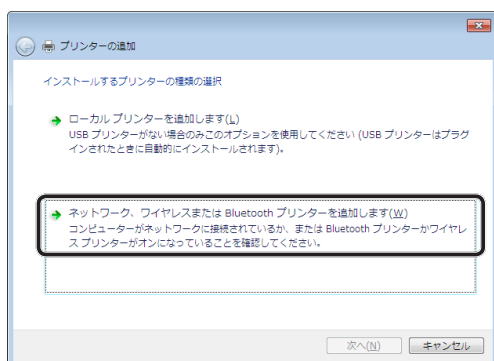 プリンターの追加
インストールするプリンターの種類の選択
ローカル プリンターを追加します(L)
USB プリンターがない場合のみこのオプションを使用してください (USB プリンターはプラグ
インされたときに自動的にインストールされます)。
ネットワーク、ワイヤレスまたは Bluetooth プリンターを追加します(W)
コンピューターがネットワークに接続されているか、または Bluetooth プリンターかワイヤレ
ス プリンターがオンになっていることを確認してください。
次へ(N) キャンセル